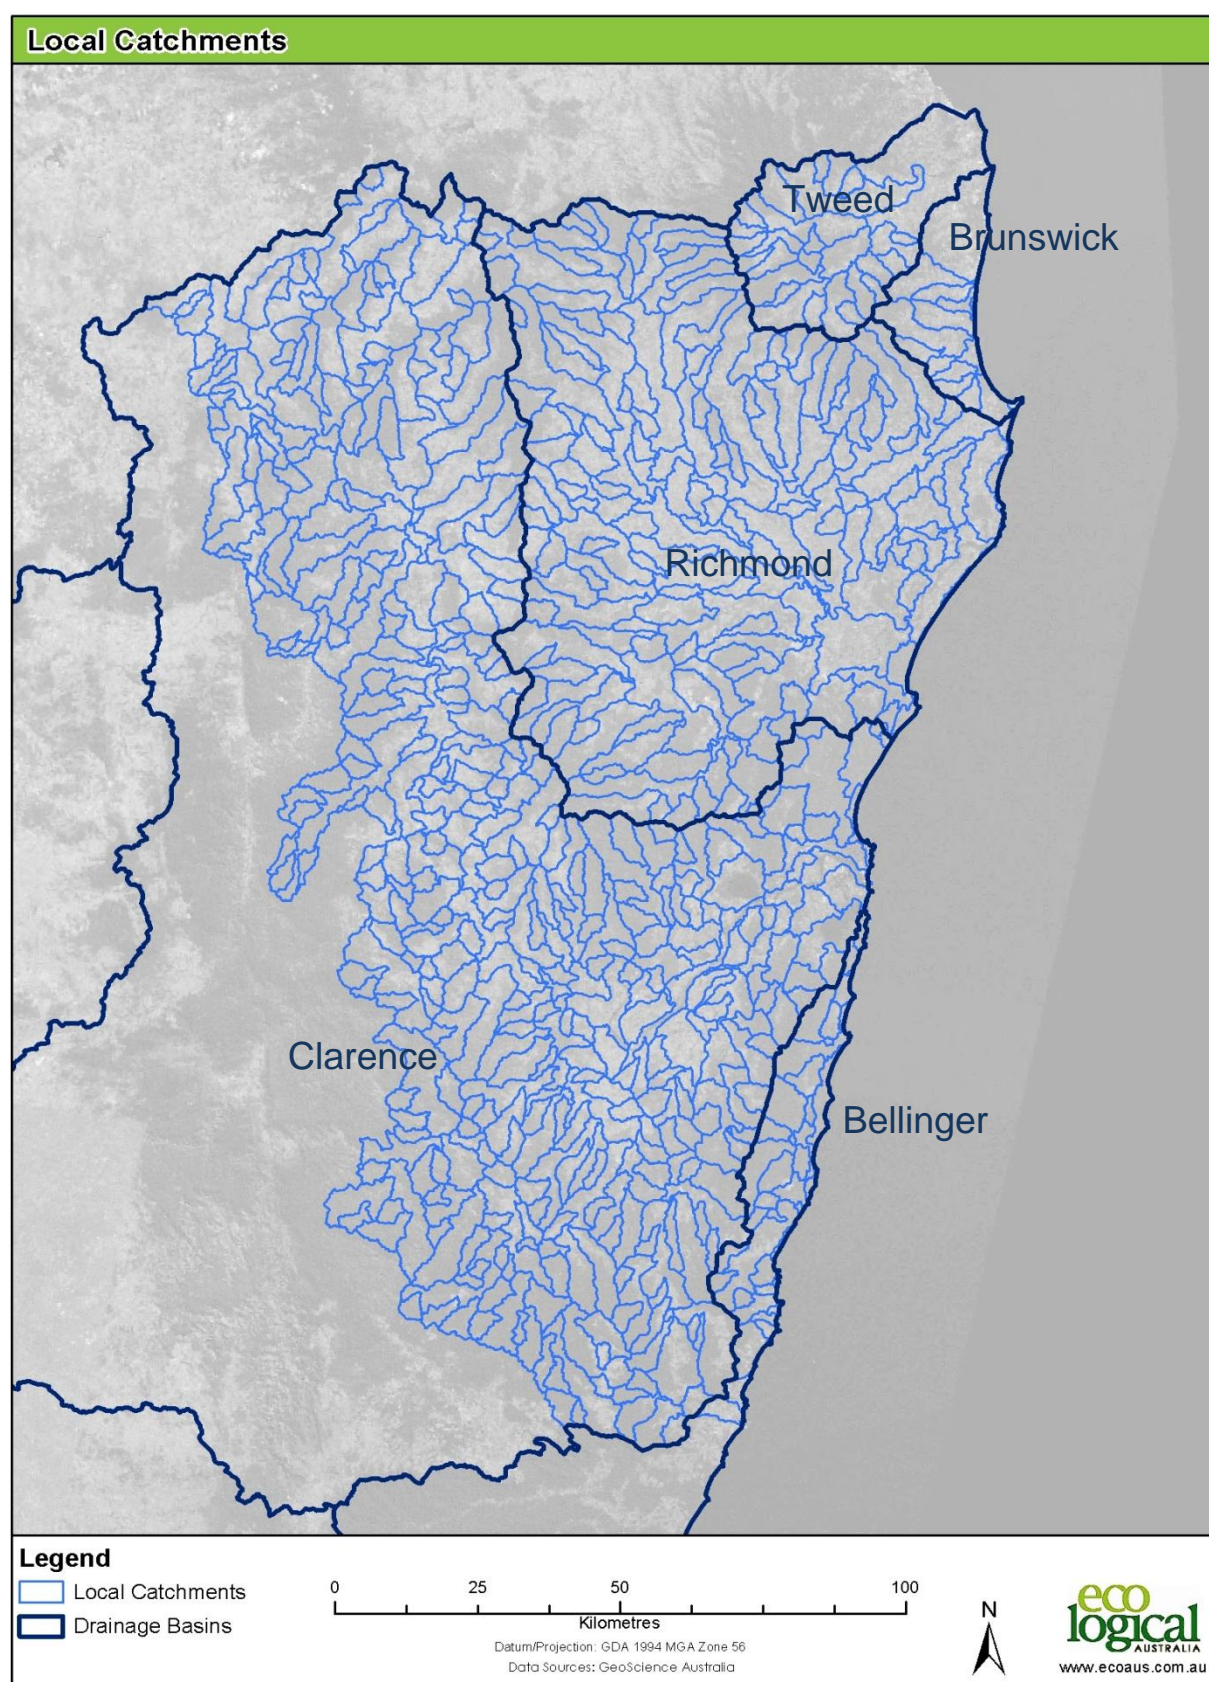 Local Catchments
Tweed
Brunswick
Richmond
Clarence
Bellinger
Legend
Local Catchments
Drainage Basins
0 25 50 100
Kilometres
Datum/Projection: GDA 1994 MGA Zone 56
Data Sources: GeoScience Australia
N
eco
logical
AUSTRALIA
www.ecoaus.com.au